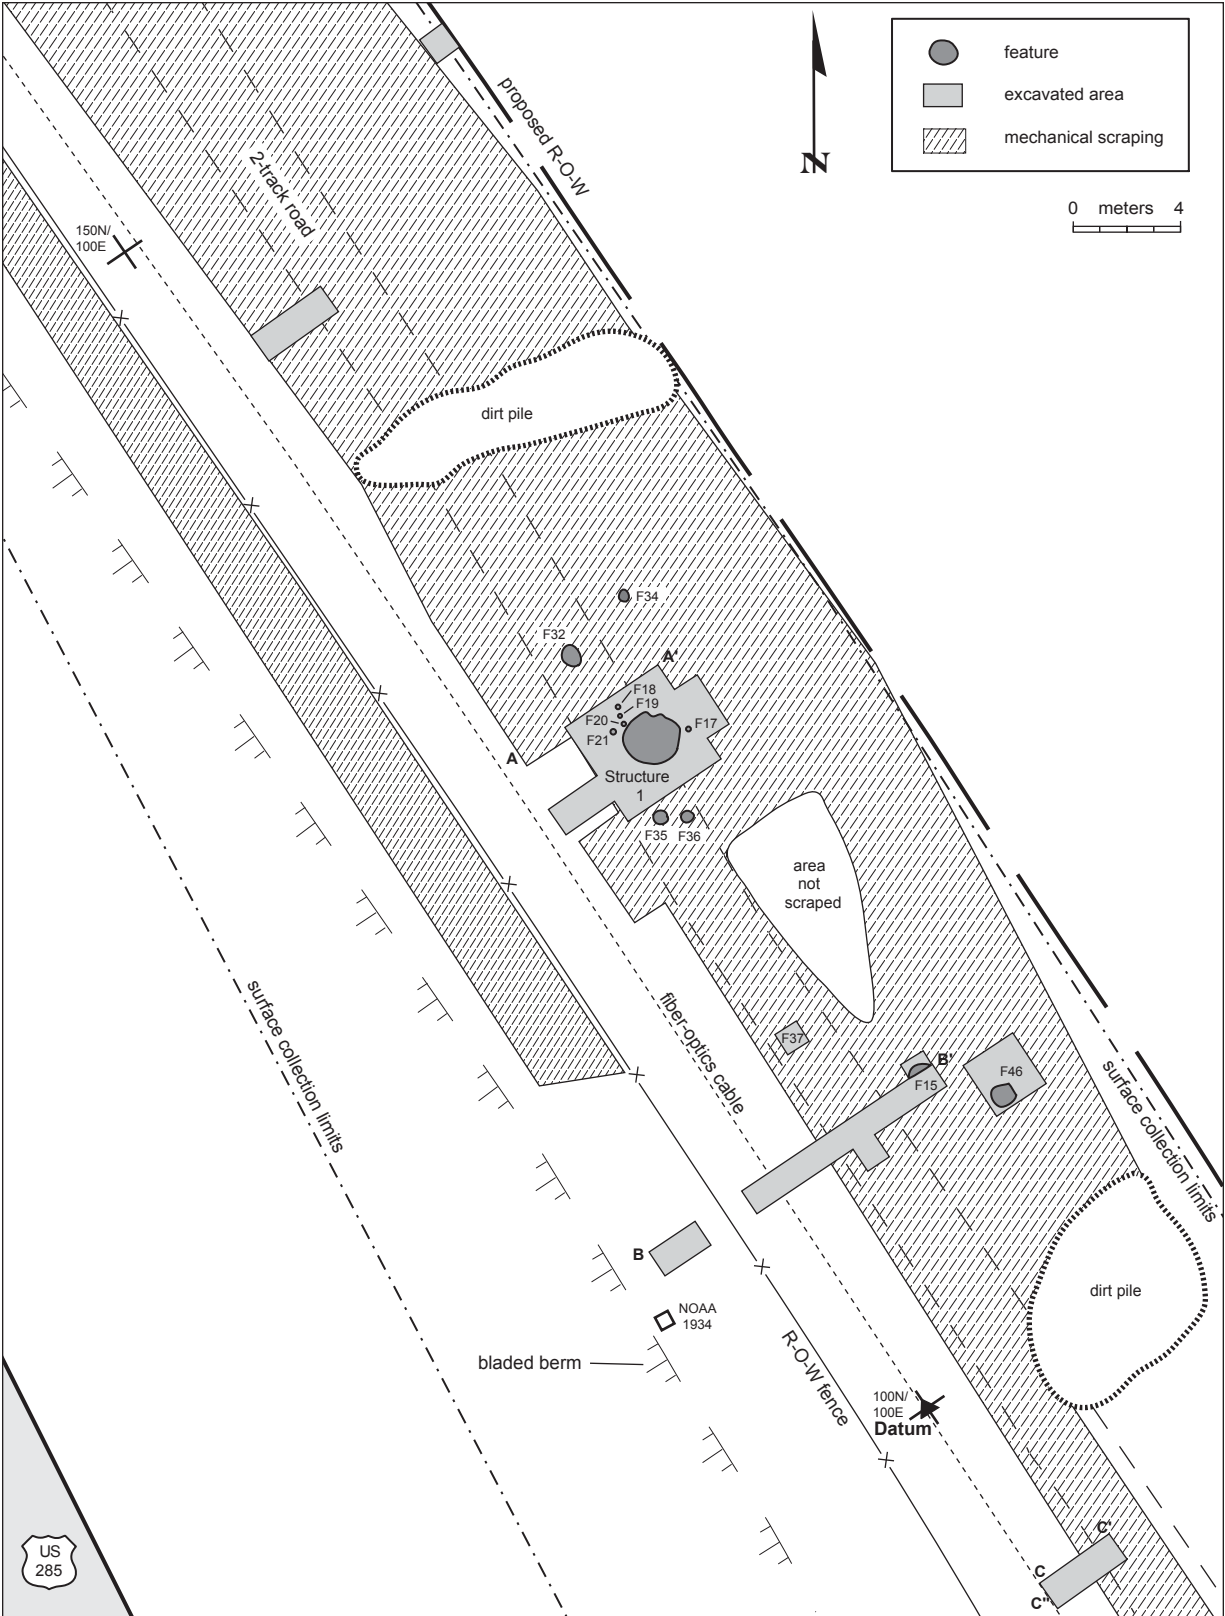 feature
excavated area
mechanical scraping
0 meters 4
N
proposed R-O-W
2-track road
150N/
100E
dirt pile
F34
F32
A'
F18
F19
F20
F17
F21
A
Structure
1
F35 F36
area
not
scraped
surface collection limits
fiber-optics cable
F37
B'
F46
F15
surface collection limits
B
dirt pile
NOAA
1934
bladed berm
R-O-W fence
100N/
100E
Datum
C'
C
C"
US
285